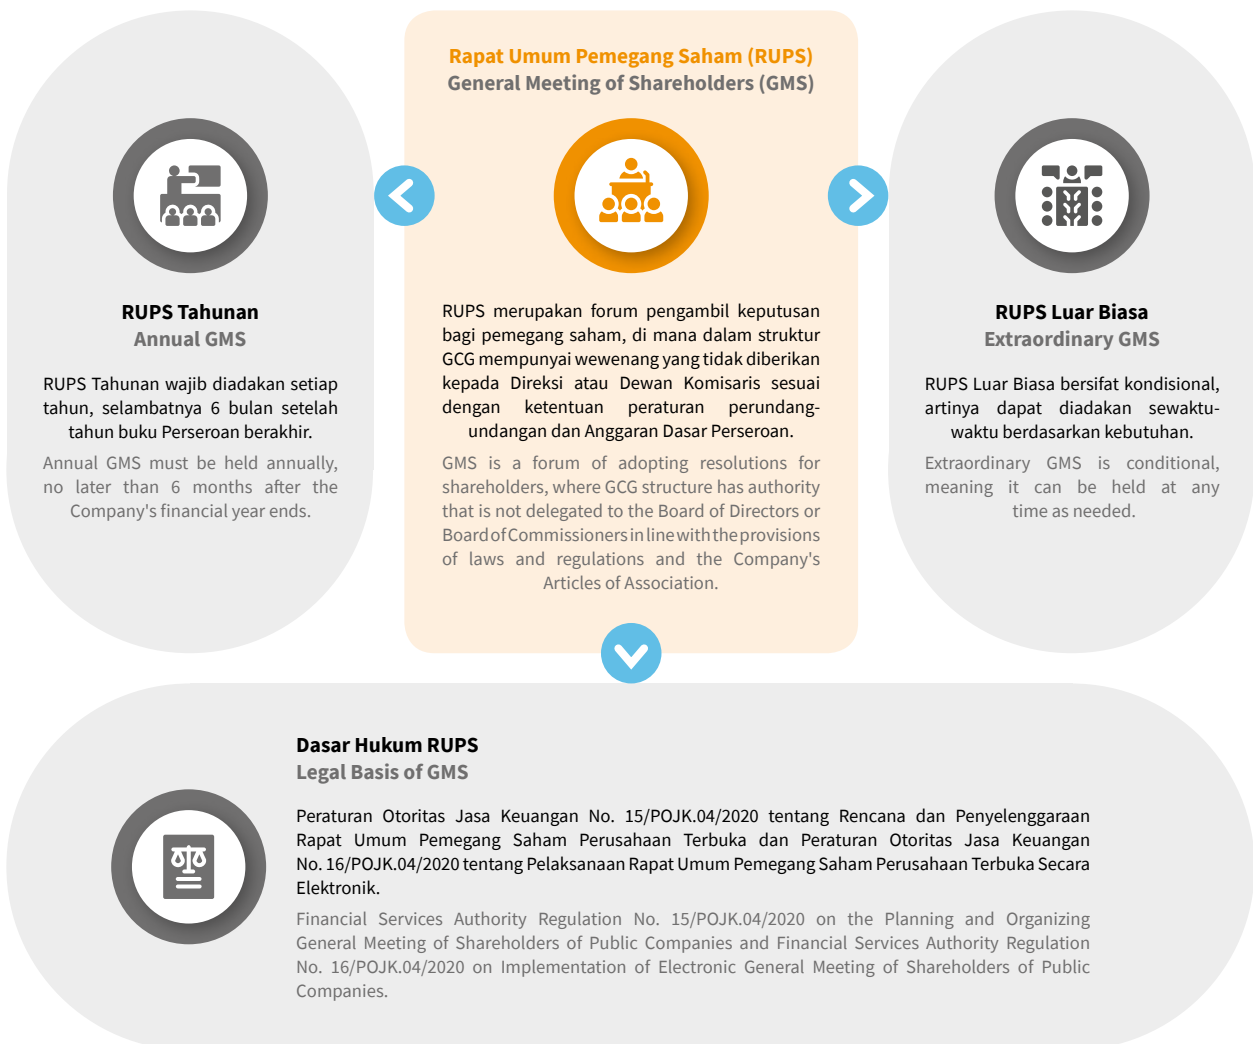 Rapat Umum Pemegang Saham (RUPS)
General Meeting of Shareholders (GMS)
RUPS Tahunan
Annual GMS
RUPS Tahunan wajib diadakan setiap
tahun, selambatnya 6 bulan setelah
tahun buku Perseroan berakhir.
Annual GMS must be held annually,
no later than 6 months after the
Company's financial year ends.
RUPS merupakan forum pengambil keputusan
bagi pemegang saham, di mana dalam struktur
GCG mempunyai wewenang yang tidak diberikan
kepada Direksi atau Dewan Komisaris sesuai
dengan ketentuan peraturan perundang-
undangan dan Anggaran Dasar Perseroan.
GMS is a forum of adopting resolutions for
shareholders, where GCG structure has authority
that is not delegated to the Board of Directors or
Board of Commissioners in line with the provisions
of laws and regulations and the Company's
Articles of Association.
RUPS Luar Biasa
Extraordinary GMS
RUPS Luar Biasa bersifat kondisional,
artinya dapat diadakan sewaktu-
waktu berdasarkan kebutuhan.
Extraordinary GMS is conditional,
meaning it can be held at any
time as needed.
Dasar Hukum RUPS
Legal Basis of GMS
Peraturan Otoritas Jasa Keuangan No. 15/POJK.04/2020 tentang Rencana dan Penyelenggaraan
Rapat Umum Pemegang Saham Perusahaan Terbuka dan Peraturan Otoritas Jasa Keuangan
No. 16/POJK.04/2020 tentang Pelaksanaan Rapat Umum Pemegang Saham Perusahaan Terbuka Secara
Elektronik.
Financial Services Authority Regulation No. 15/POJK.04/2020 on the Planning and Organizing
General Meeting of Shareholders of Public Companies and Financial Services Authority Regulation
No. 16/POJK.04/2020 on Implementation of Electronic General Meeting of Shareholders of Public
Companies.